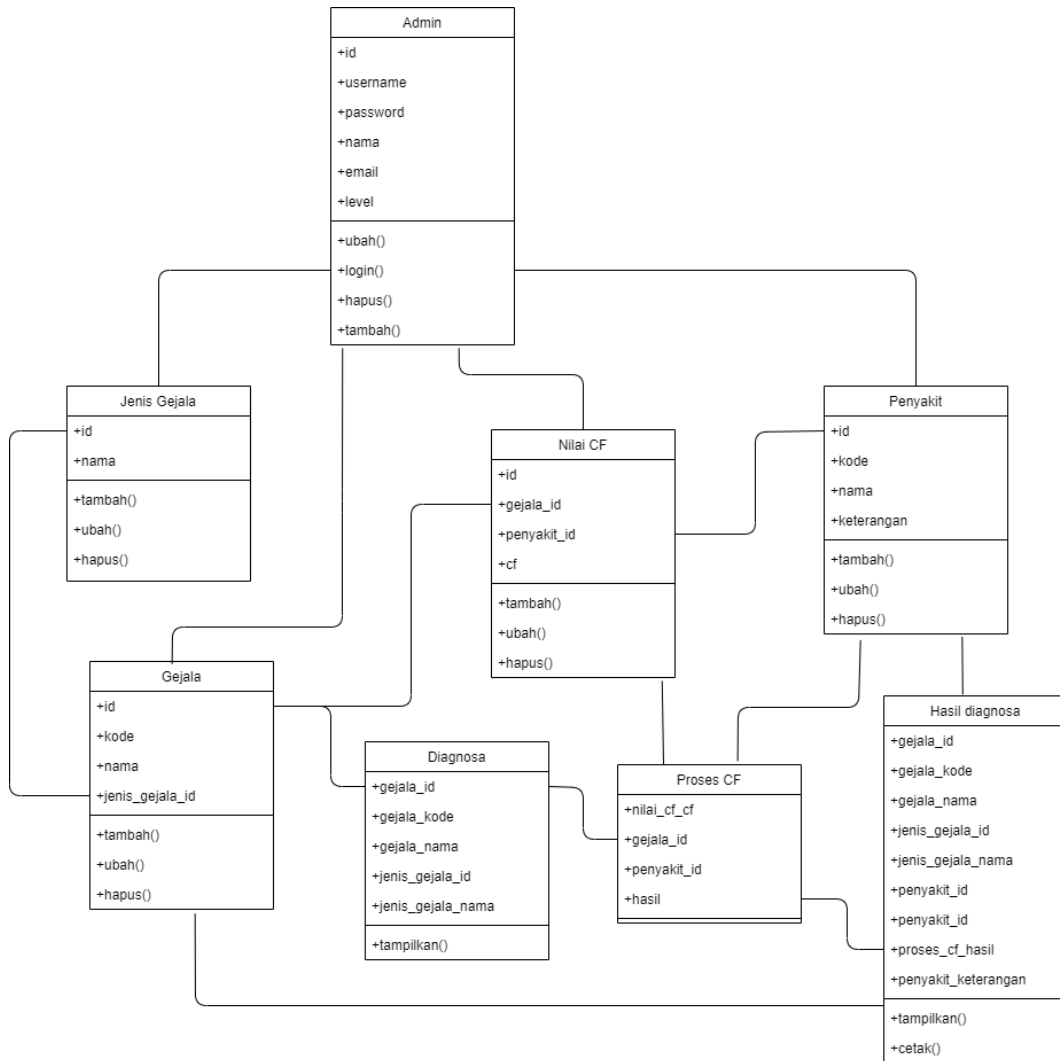 Admin
+id
+username
+password
+nama
+email
+level
+ubah()
+login()
+hapus()
+tambah()
Jenis Gejala
+id
+nama
+tambah()
+ubah()
+hapus()
Nilai CF
+id
+gejala_id
+penyakit_id
+cf
+tambah()
+ubah()
+hapus()
Penyakit
+id
+kode
+nama
+keterangan
+tambah()
+ubah()
+hapus()
Gejala
+id
+kode
+nama
+jenis_gejala_id
+tambah()
+ubah()
+hapus()
Diagnosa
+gejala_id
+gejala_kode
+gejala_nama
+jenis_gejala_id
+jenis_gejala_nama
+tampilkan()
Proses CF
+nilai_cf_cf
+gejala_id
+penyakit_id
+hasil
Hasil diagnosa
+gejala_id
+gejala_kode
+gejala_nama
+jenis_gejala_id
+jenis_gejala_nama
+penyakit_id
+penyakit_id
+proses_cf_hasil
+penyakit_keterangan
+tampilkan()
+cetak()